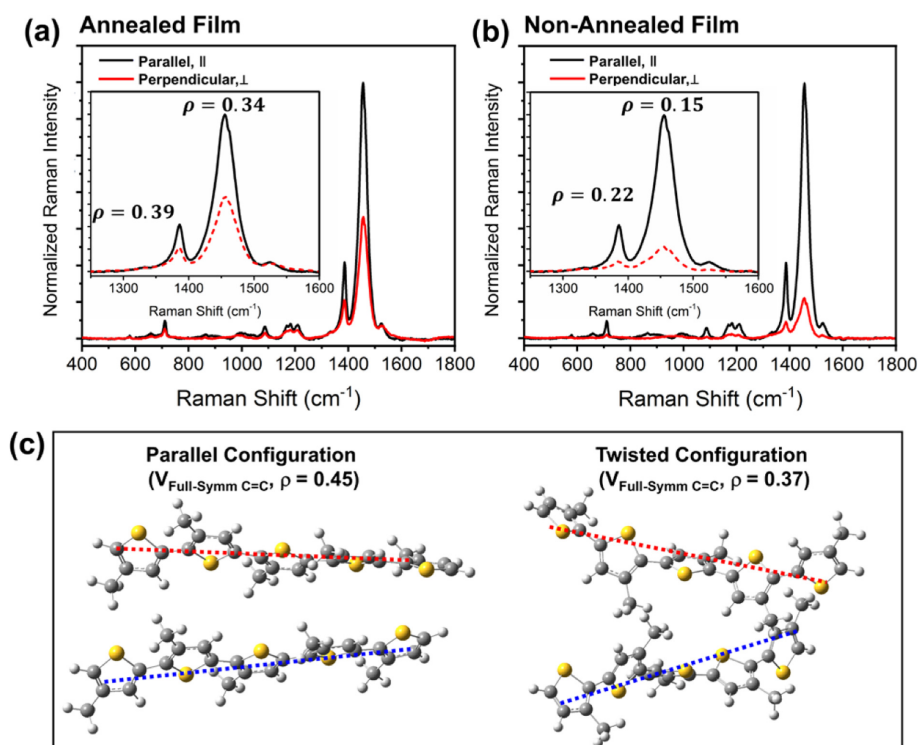 (a) Annealed Film
Parallel, ||
Perpendicular,⊥
ρ = 0.34
ρ = 0.39
1300 1400 1500 1600
Raman Shift (cm-1)
Normalized Raman Intensity
400 600 800 1000 1200 1400 1600 1800
Raman Shift (cm-1)
(b) Non-Annealed Film
Parallel, ||
Perpendicular,⊥
ρ = 0.15
ρ = 0.22
1300 1400 1500 1600
Raman Shift (cm-1)
Normalized Raman Intensity
400 600 800 1000 1200 1400 1600 1800
Raman Shift (cm-1)
(c)
Parallel Configuration
(VFull-Symm C=C, ρ = 0.45)
Twisted Configuration
(VFull-Symm C=C, ρ = 0.37)